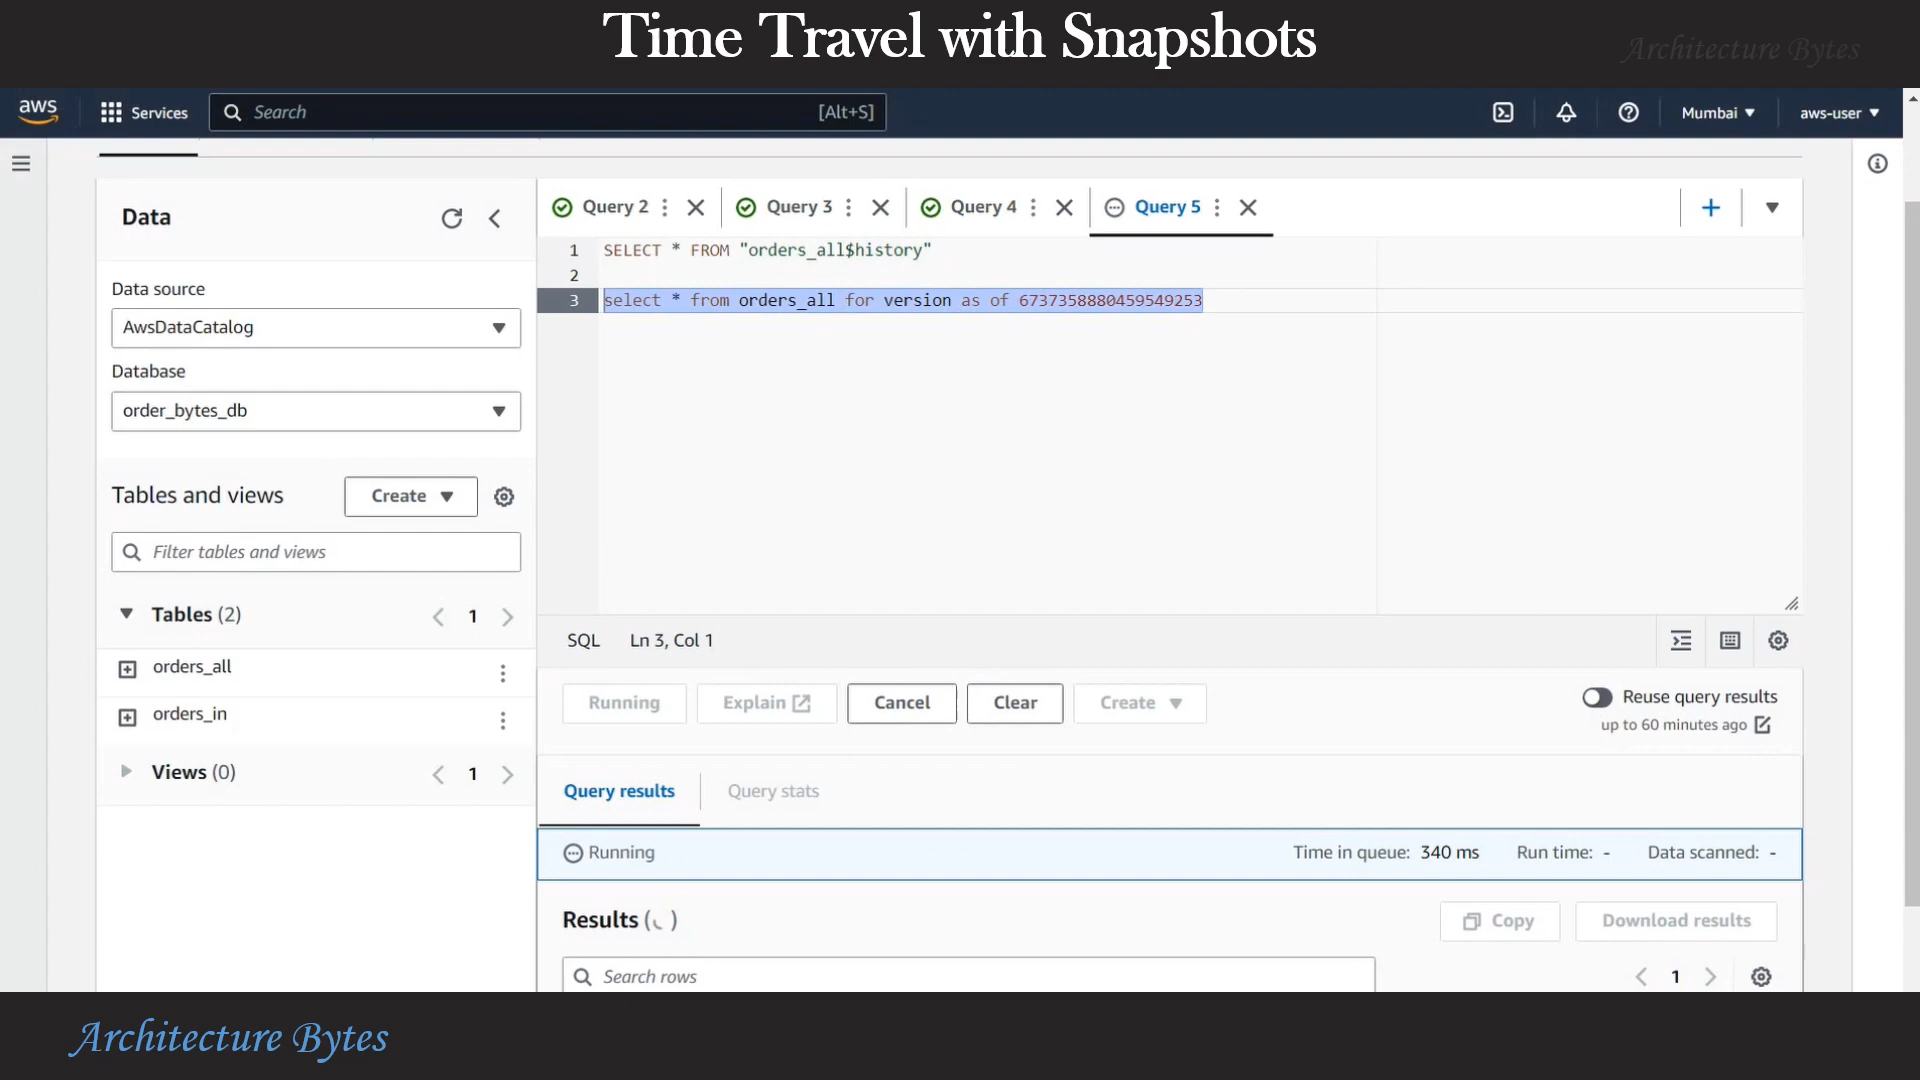 Time Travel with Snapshots
Architecture Bytes
aws
Services
Search
[Alt+S]
Mumbai
aws-user
Data
Query 2
Query 3
Query 4
Query 5
1 SELECT * FROM "orders_all$history"
2
3 select * from orders_all for version as of 6737358880459549253
Data source
AwsDataCatalog
Database
order_bytes_db
Tables and views
Create
Filter tables and views
Tables (2)
1
orders_all
orders_in
Views (0)
1
SQL
Ln 3, Col 1
Running
Explain
Cancel
Clear
Create
Reuse query results
up to 60 minutes ago
Query results
Query stats
Running
Time in queue: 340 ms
Run time: -
Data scanned: -
Results ( )
Copy
Download results
Search rows
1
Architecture Bytes